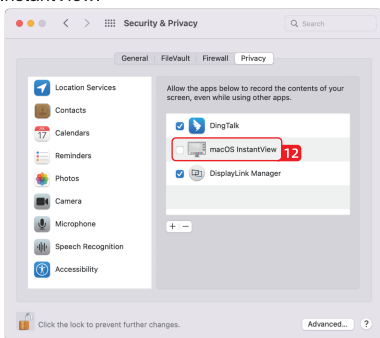 Security & Privacy
Search
General
FileVault
Firewall
Privacy
Location Services
Contacts
17
Calendars
Reminders
Photos
Camera
Microphone
Speech Recognition
Accessibility
Allow the apps below to record the contents of your
screen, even while using other apps.
DingTalk
macOS InstantView
12
DisplayLink Manager
+ −
Click the lock to prevent further changes.
Advanced...
?